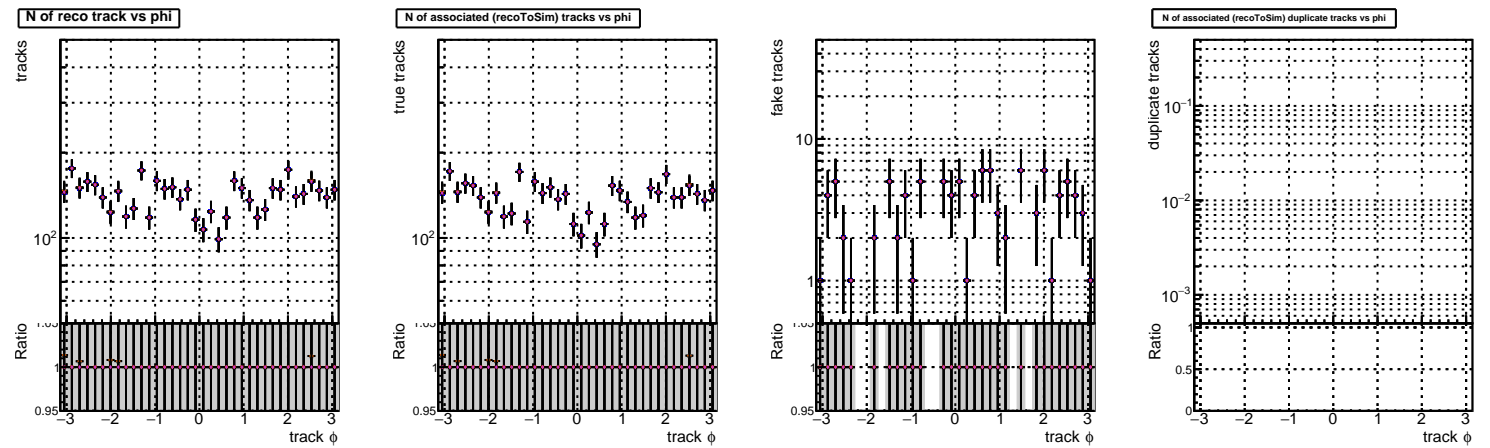 N of reco track vs phi
tracks
10²
Ratio
1.05
1
0.95
−3 −2 −1 0 1 2 3
track ϕ
N of associated (recoToSim) tracks vs phi
true tracks
10²
Ratio
1.05
1
0.95
−3 −2 −1 0 1 2 3
track ϕ
fake tracks
10
1
Ratio
1.05
1
0.95
−3 −2 −1 0 1 2 3
track ϕ
N of associated (recoToSim) duplicate tracks vs phi
duplicate tracks
10⁻¹
10⁻²
10⁻³
Ratio
1
0.5
0
−3 −2 −1 0 1 2 3
track ϕ